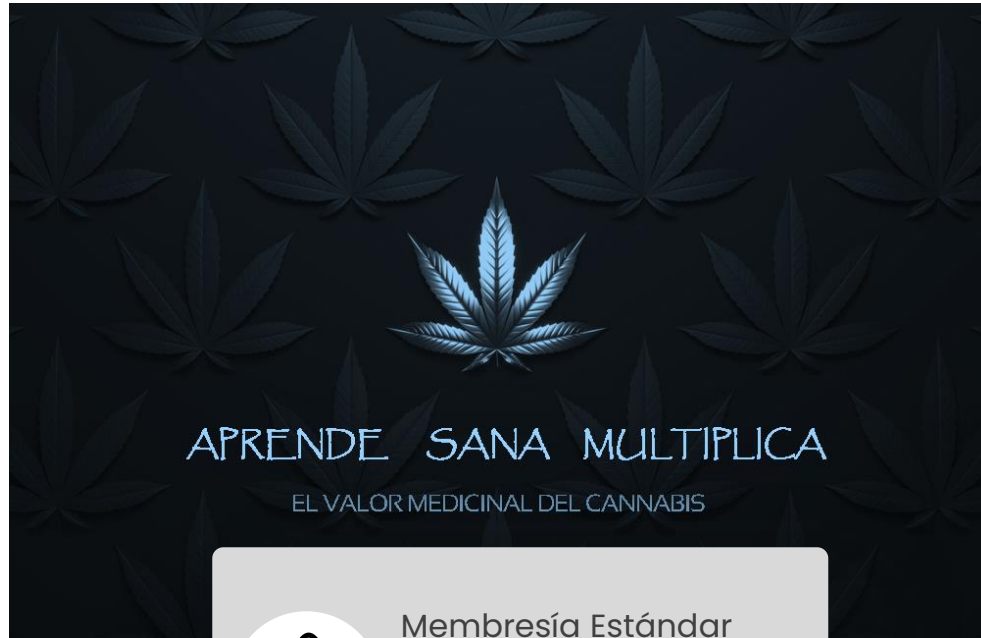 APRENDE SANA MULTIPLICA
EL VALOR MEDICINAL DEL CANNABIS
Membresía Estándar